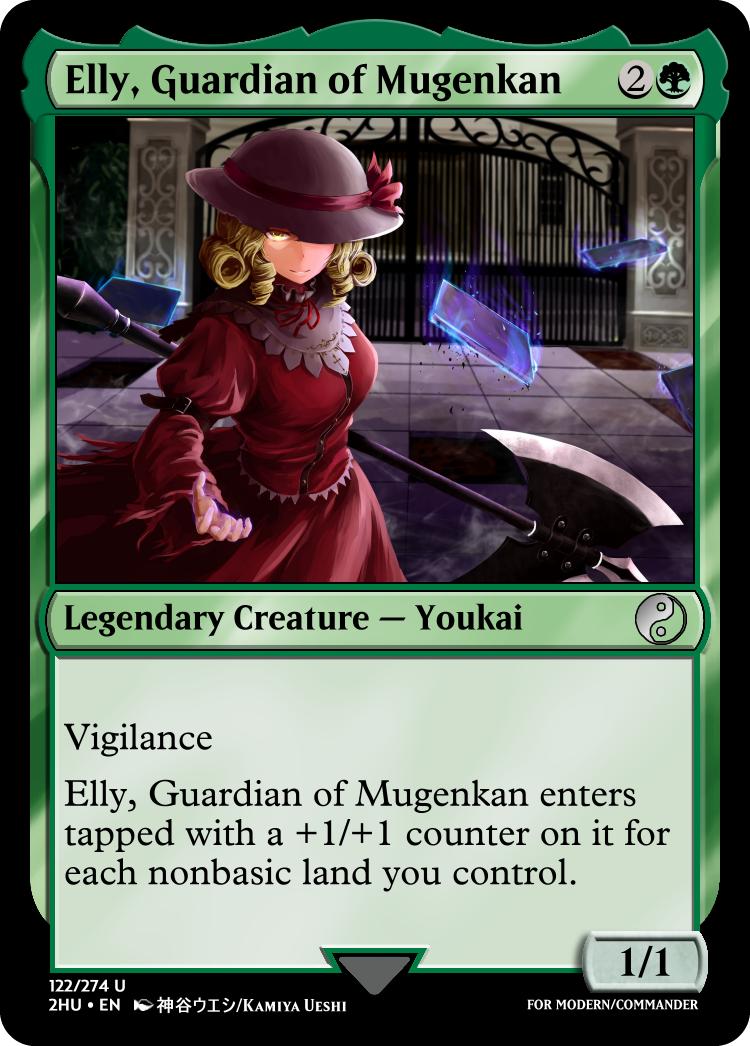 Elly, Guardian of Mugenkan 2
Legendary Creature — Youkai
Vigilance
Elly, Guardian of Mugenkan enters
tapped with a +1/+1 counter on it for
each nonbasic land you control.
1/1
122/274 U
2HU • EN 神谷ウエシ/Kamiya Ueshi
FOR MODERN/COMMANDER